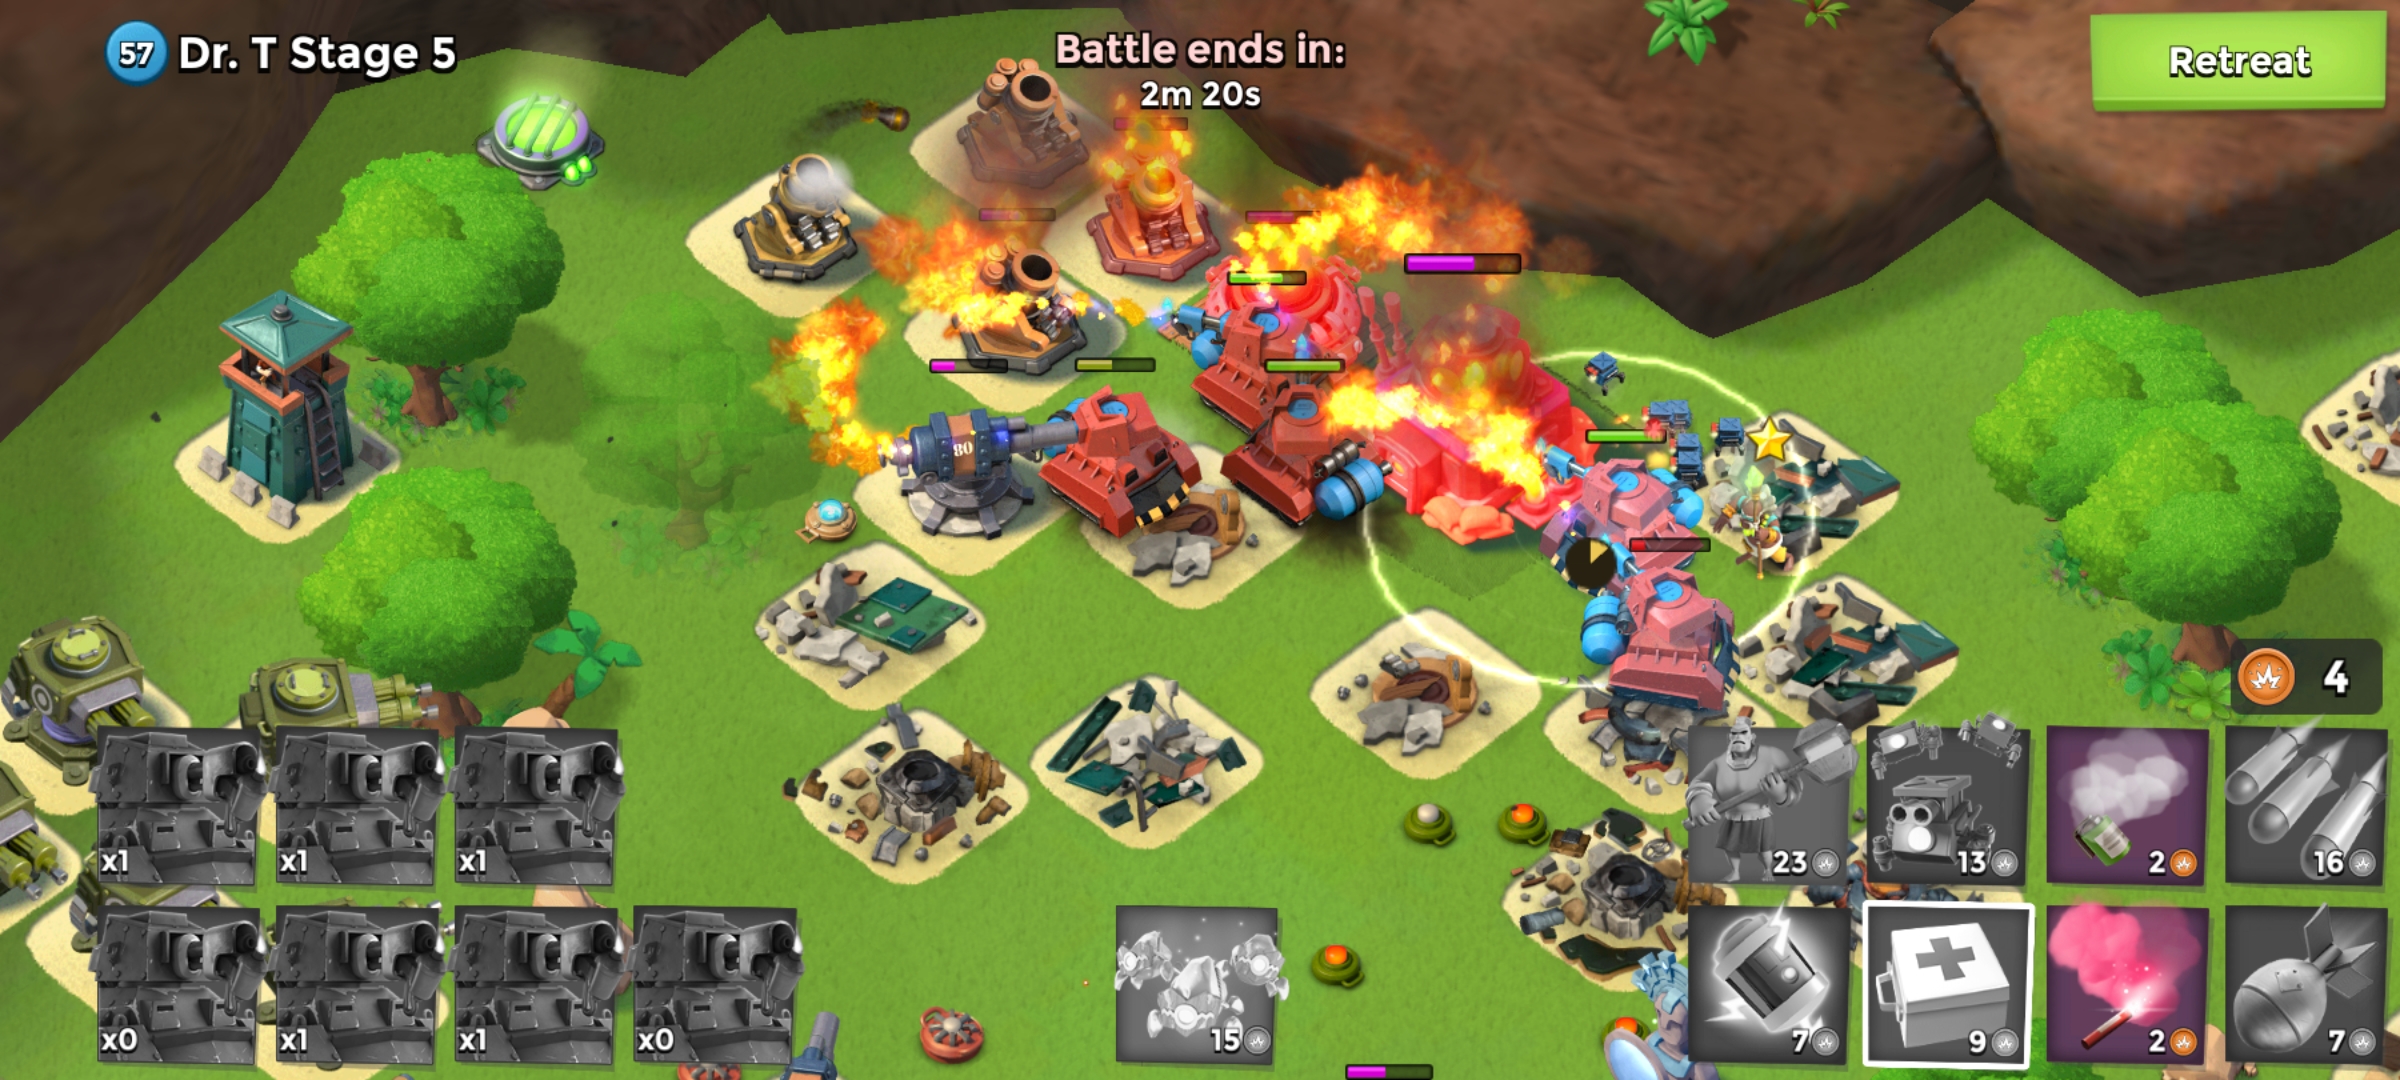 57 Dr. T Stage 5
Battle ends in:
2m 20s
Retreat
80
4
x1
x1
x1
23
13
2
16
x0
x1
x1
x0
15
7
9
2
7